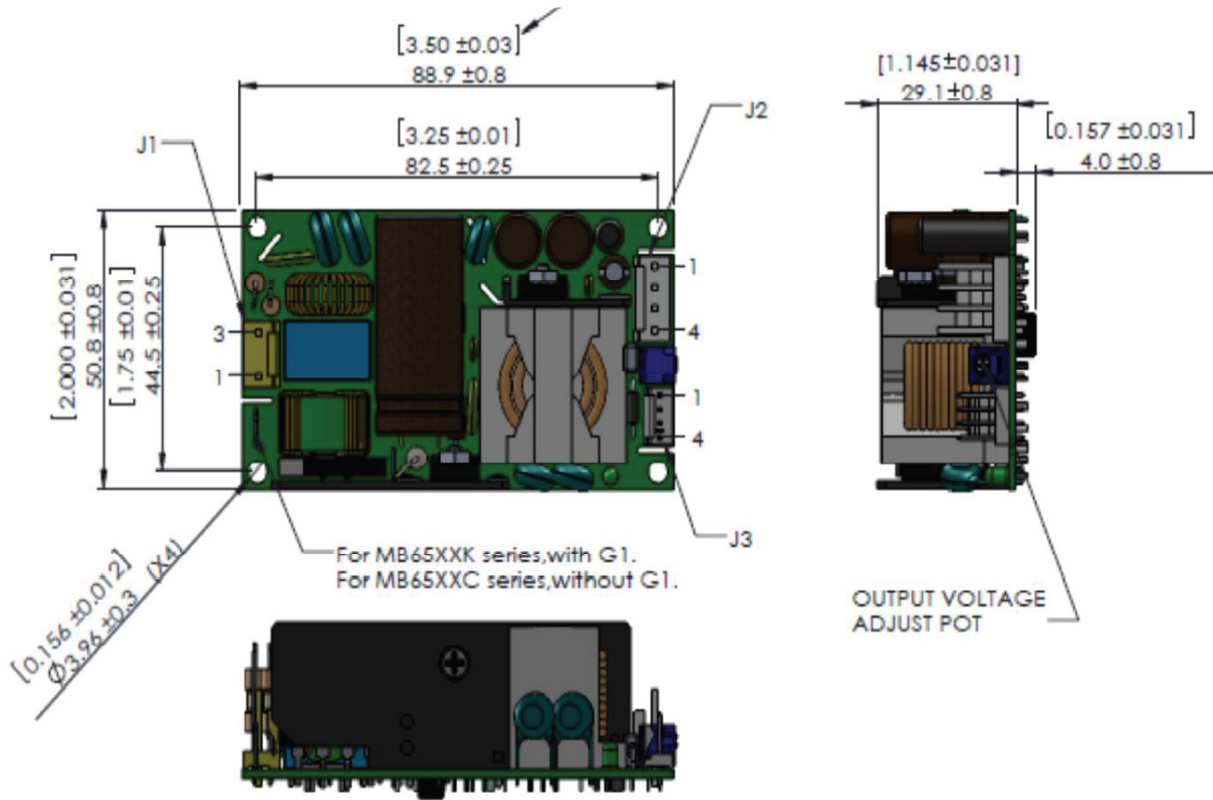 [3.50 ±0.03]
88.9 ±0.8
[3.25 ±0.01]
82.5 ±0.25
J1
J2
[1.145±0.031]
29.1±0.8
[0.157 ±0.031]
4.0 ±0.8
[2.000 ±0.031]
50.8 ±0.8
[1.75 ±0.01]
44.5 ±0.25
3
1
1
4
1
4
J3
[0.156 ±0.012]
Ø3.96 ±0.3 (X4)
For MB65XXK series,with G1.
For MB65XXC series,without G1.
OUTPUT VOLTAGE
ADJUST POT